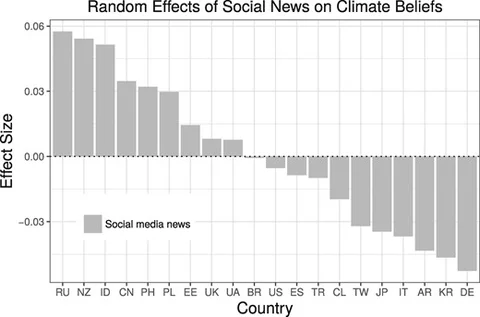 Random Effects of Social News on Climate Beliefs
0.06
0.03
0.00
−0.03
Effect Size
Social media news
RU NZ ID CN PH PL EE UK UA BR US ES TR CL TW JP IT AR KR DE
Country